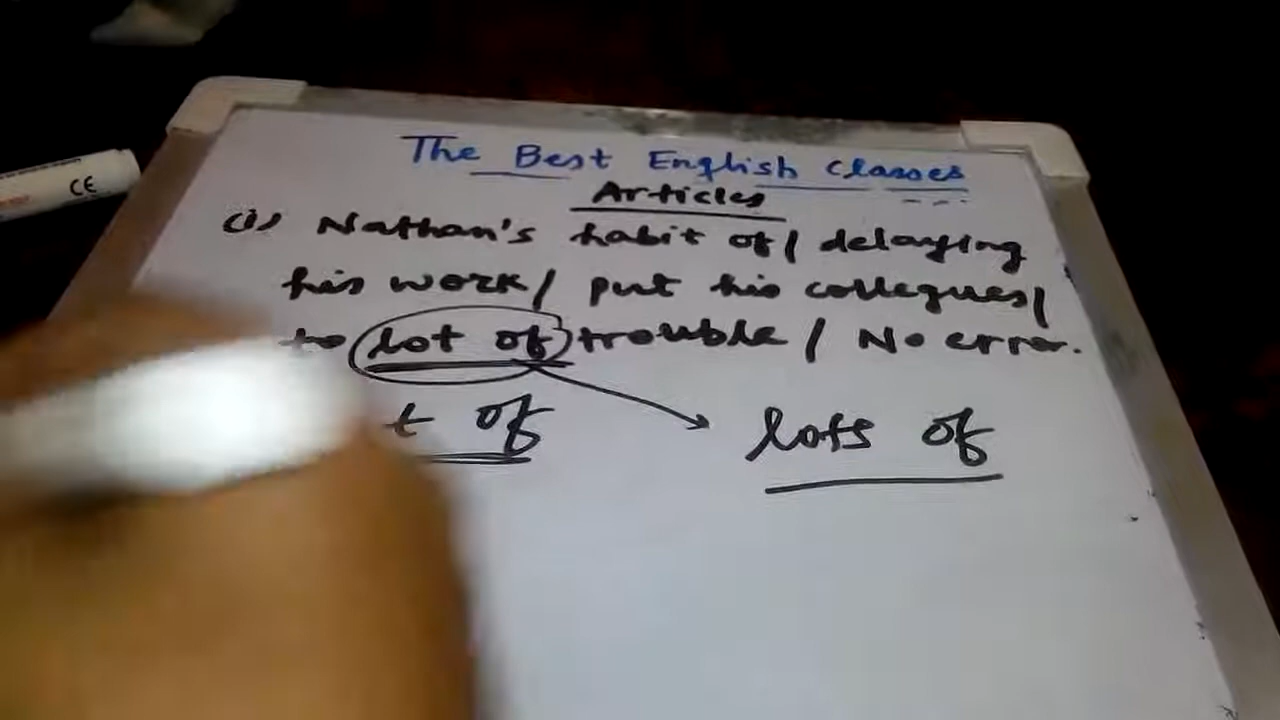 CE
The Best English Classes
Articles
(i) Nathan's habit of / delaying
his work / put his collegues /
to lot of trouble / No error.
t of
lots of